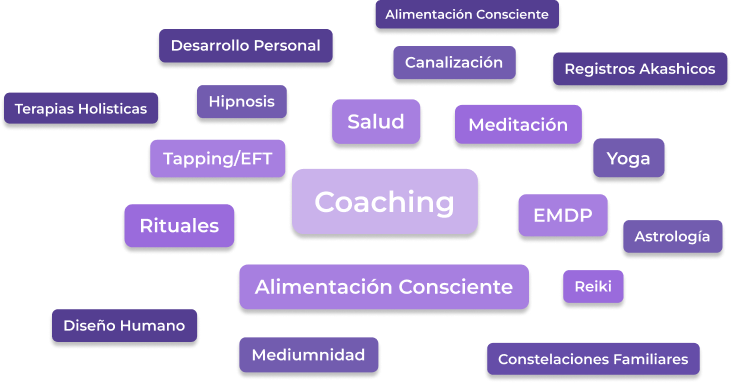 Alimentación Consciente
Desarrollo Personal
Canalización
Registros Akashicos
Terapias Holisticas
Hipnosis
Salud
Meditación
Tapping/EFT
Yoga
Coaching
Rituales
EMDP
Astrología
Alimentación Consciente
Reiki
Diseño Humano
Mediumnidad
Constelaciones Familiares